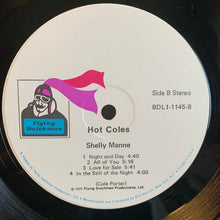 Flying
Dutchman
Side B Stereo
BDL1-1145-B
Hot Coles
Shelly Manne
1 Night and Day 4:40
2 All of You 5:16
3 Love for Sale 5:41
4 In the Still of the Night 4:00
[Cole Porter]
© 1975 Flying Dutchman Productions, Ltd.